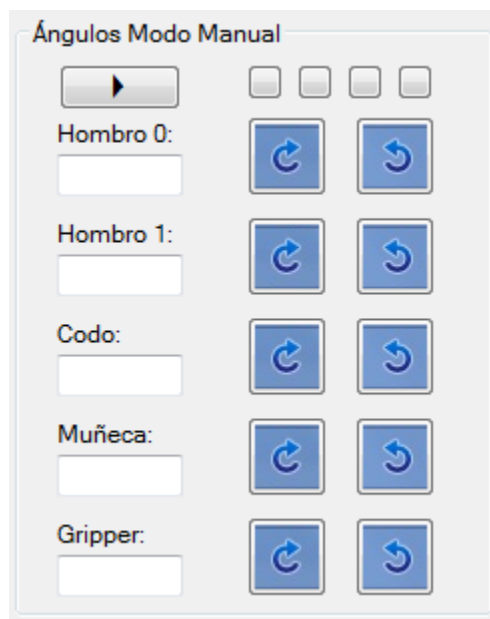 Ángulos Modo Manual
Hombro 0:
Hombro 1:
Codo:
Muñeca:
Gripper: